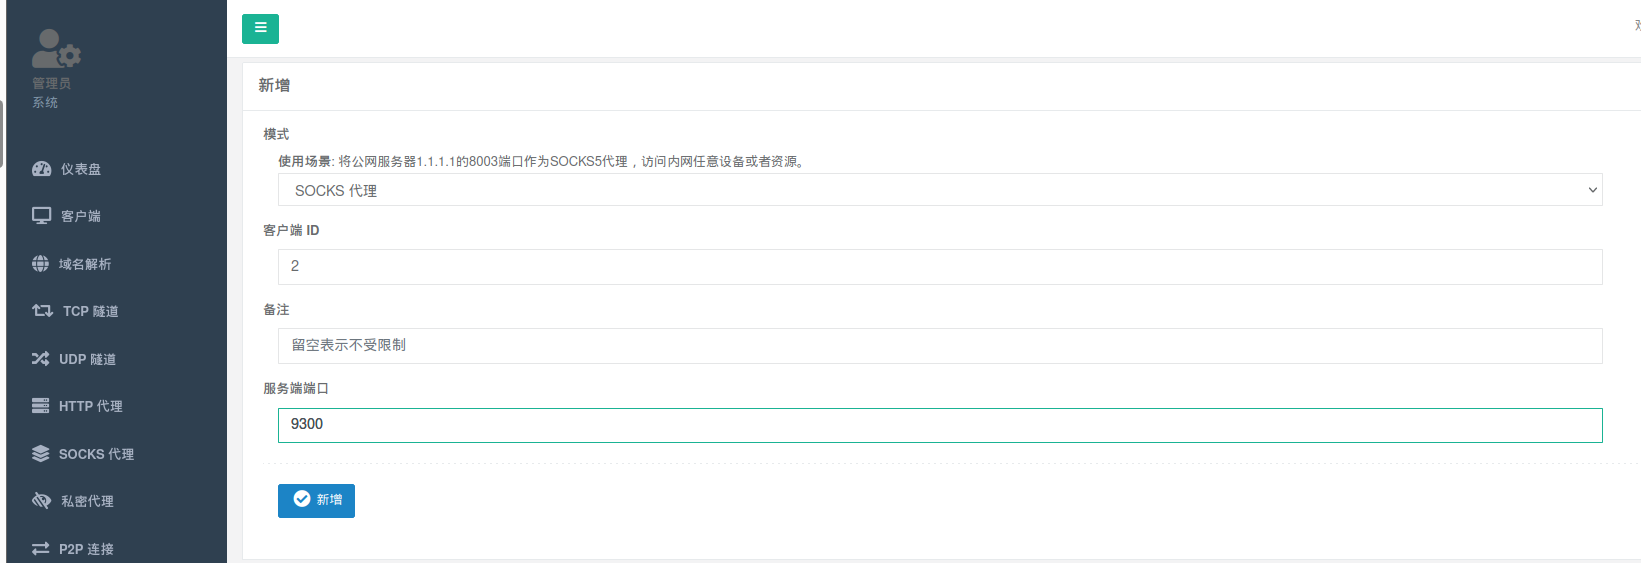 管理员
系统
仪表盘
客户端
域名解析
TCP 隧道
UDP 隧道
HTTP 代理
SOCKS 代理
私密代理
P2P 连接
新增
模式
使用场景: 将公网服务器1.1.1.1的8003端口作为SOCKS5代理，访问内网任意设备或者资源。
SOCKS 代理
客户端 ID
2
备注
留空表示不受限制
服务端端口
9300
新增